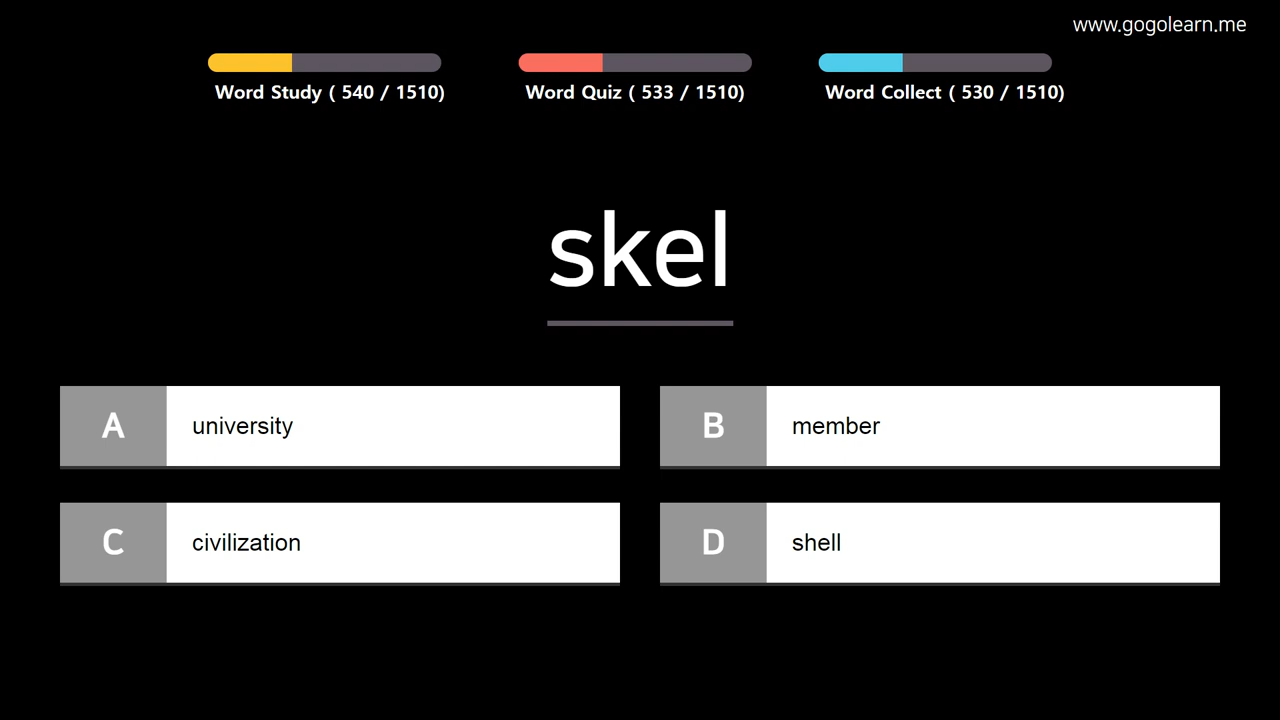 www.gogolearn.me
Word Study ( 540 / 1510)
Word Quiz ( 533 / 1510)
Word Collect ( 530 / 1510)
skel
A university
B member
C civilization
D shell